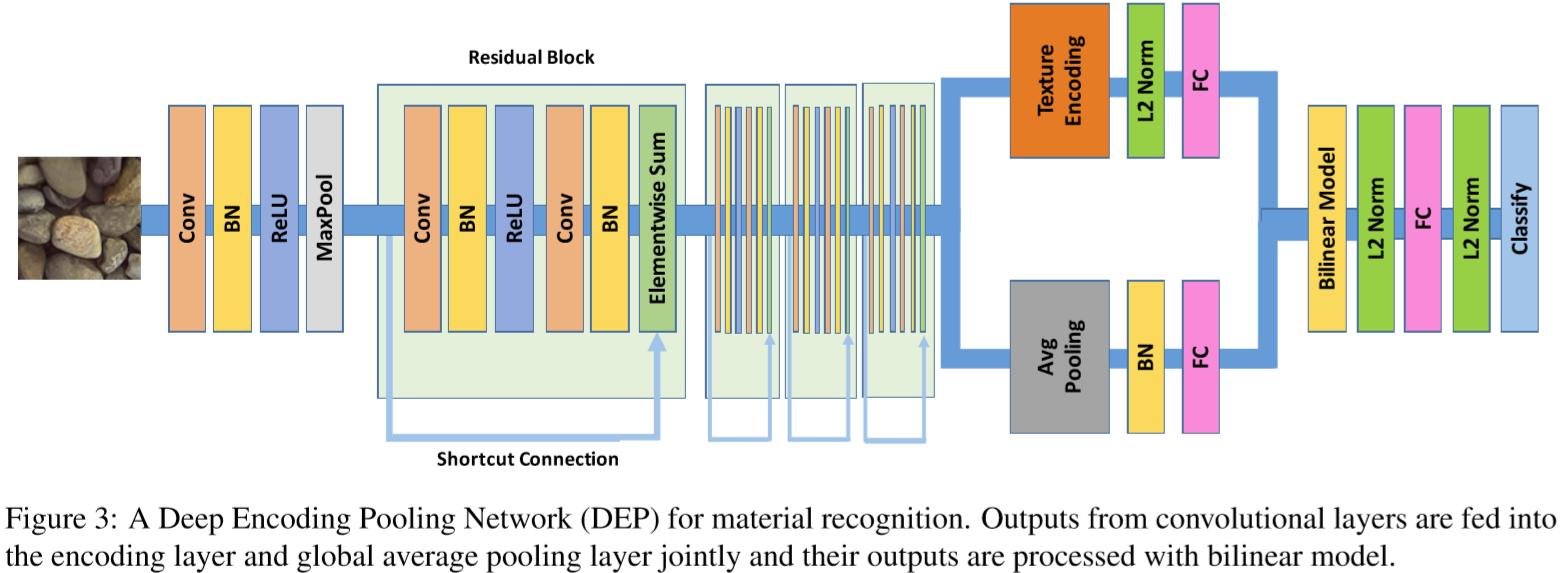 Residual Block
Conv
BN
ReLU
MaxPool
Conv
BN
ReLU
Conv
BN
Elementwise Sum
Shortcut Connection
Texture
Encoding
L2 Norm
FC
Avg
Pooling
BN
FC
Bilinear Model
L2 Norm
FC
L2 Norm
Classify
Figure 3: A Deep Encoding Pooling Network (DEP) for material recognition. Outputs from convolutional layers are fed into
the encoding layer and global average pooling layer jointly and their outputs are processed with bilinear model.